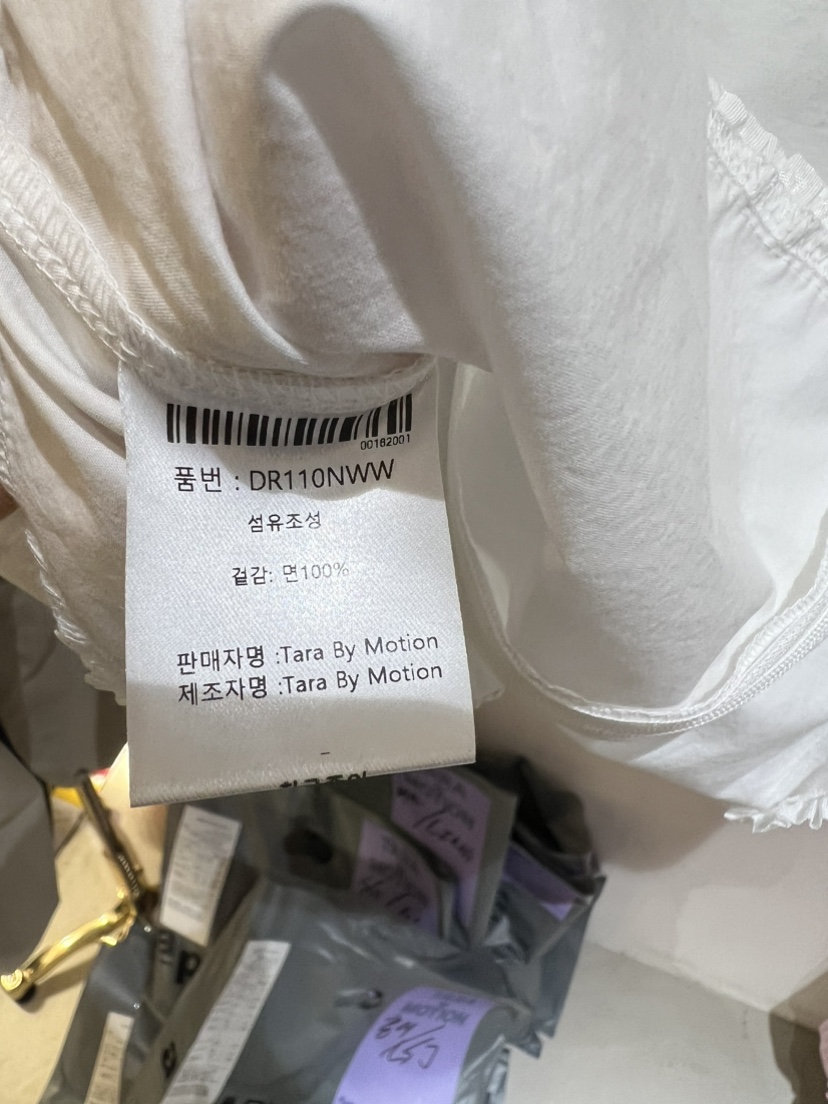 00182001
품번 : DR110NWW
섬유조성
겉감: 면100%
판매자명 :Tara By Motion
제조자명 :Tara By Motion
MOTION